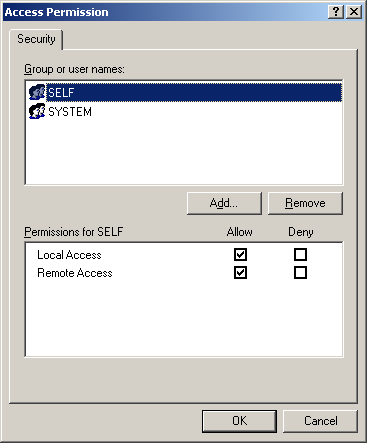 Access Permission
Security
Group or user names:
SELF
SYSTEM
Add... Remove
Permissions for SELF Allow Deny
Local Access
Remote Access
OK Cancel